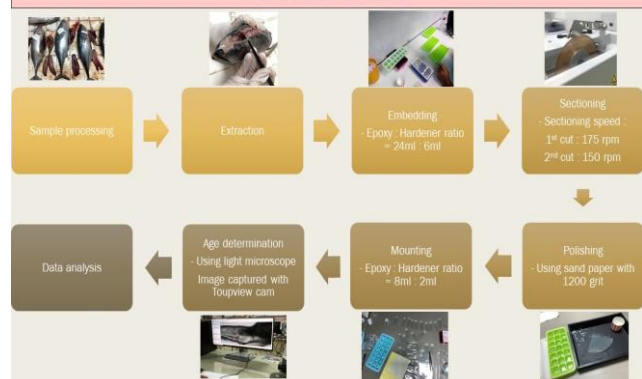 Sample processing
Extraction
Embedding
- Epoxy : Hardener ratio
= 24ml : 6ml
Sectioning
- Sectioning speed :
1st cut : 175 rpm
2nd cut : 150 rpm
Polishing
- Using sand paper with
1200 grit
Mounting
- Epoxy : Hardener ratio
= 8ml : 2ml
Age determination
- Using light microscope
Image captured with
Toupview cam
Data analysis